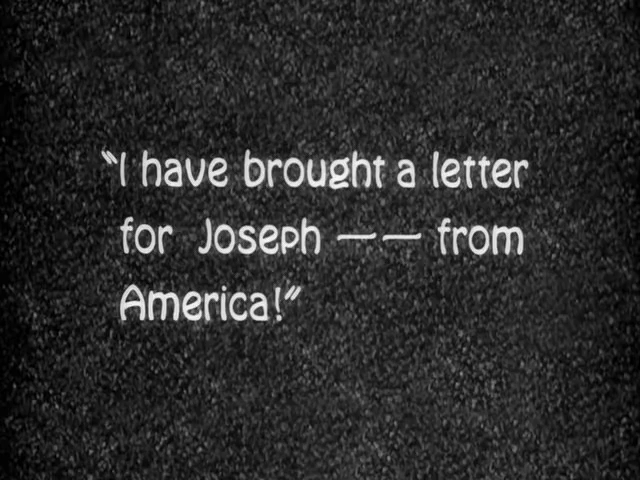 “I have brought a letter
for Joseph —— from
America!”